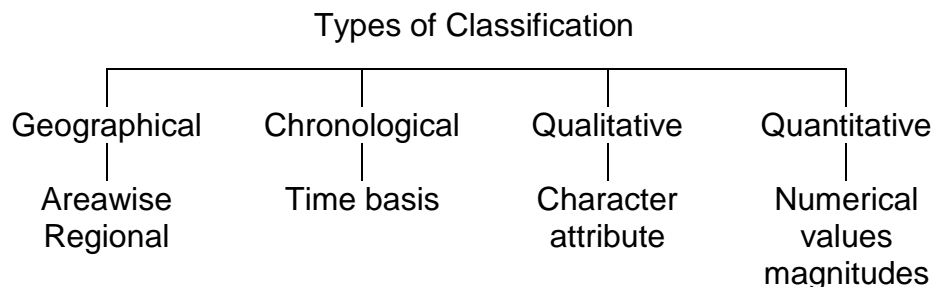 Types of Classification
Geographical Chronological Qualitative Quantitative
Areawise Time basis Character Numerical
Regional attribute values
magnitudes